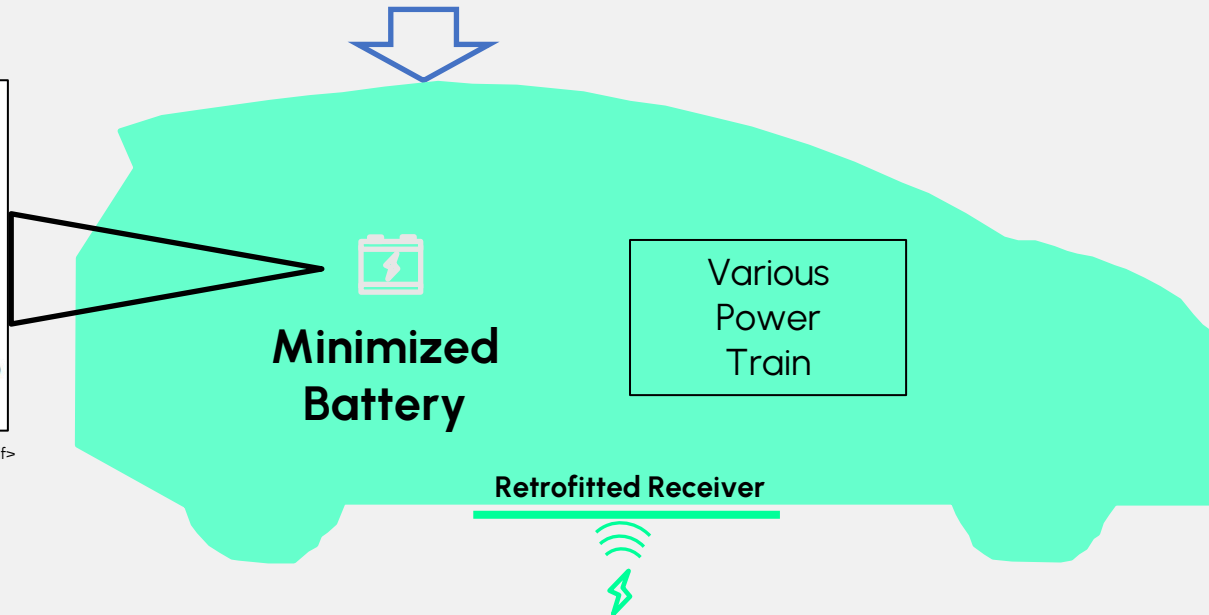 Various
Power
Train
Minimized
Battery
f>
Retrofitted Receiver